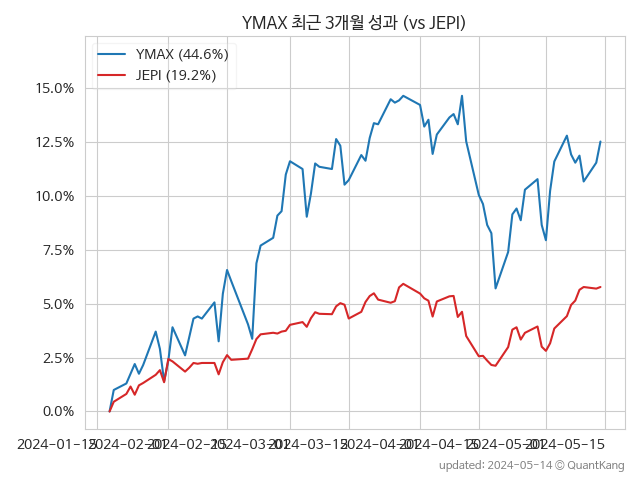 YMAX 최근 3개월 성과 (vs JEPI)
YMAX (44.6%)
JEPI (19.2%)
15.0%
12.5%
10.0%
7.5%
5.0%
2.5%
0.0%
2024-01-15 2024-02-01 2024-02-15 2024-03-01 2024-03-15 2024-04-01 2024-04-15 2024-05-01 2024-05-15
updated: 2024-05-14 © QuantKang